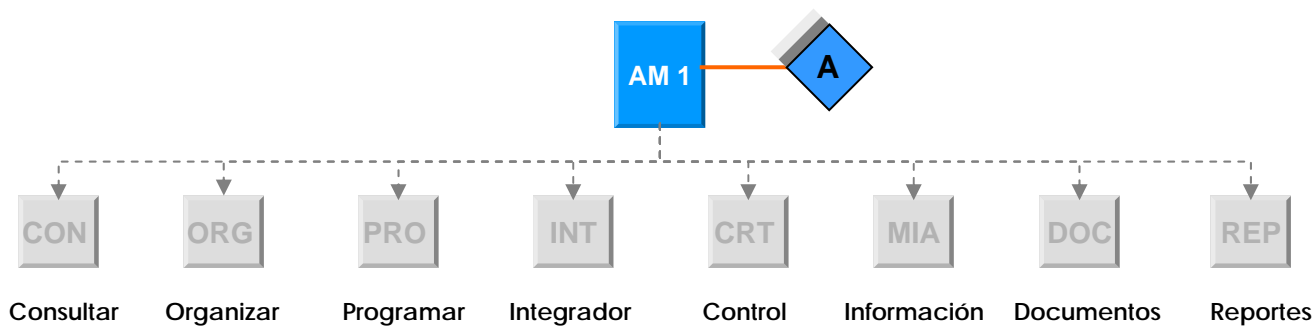 AM 1
A
CON ORG PRO INT CRT MIA DOC REP
Consultar Organizar Programar Integrador Control Información Documentos Reportes